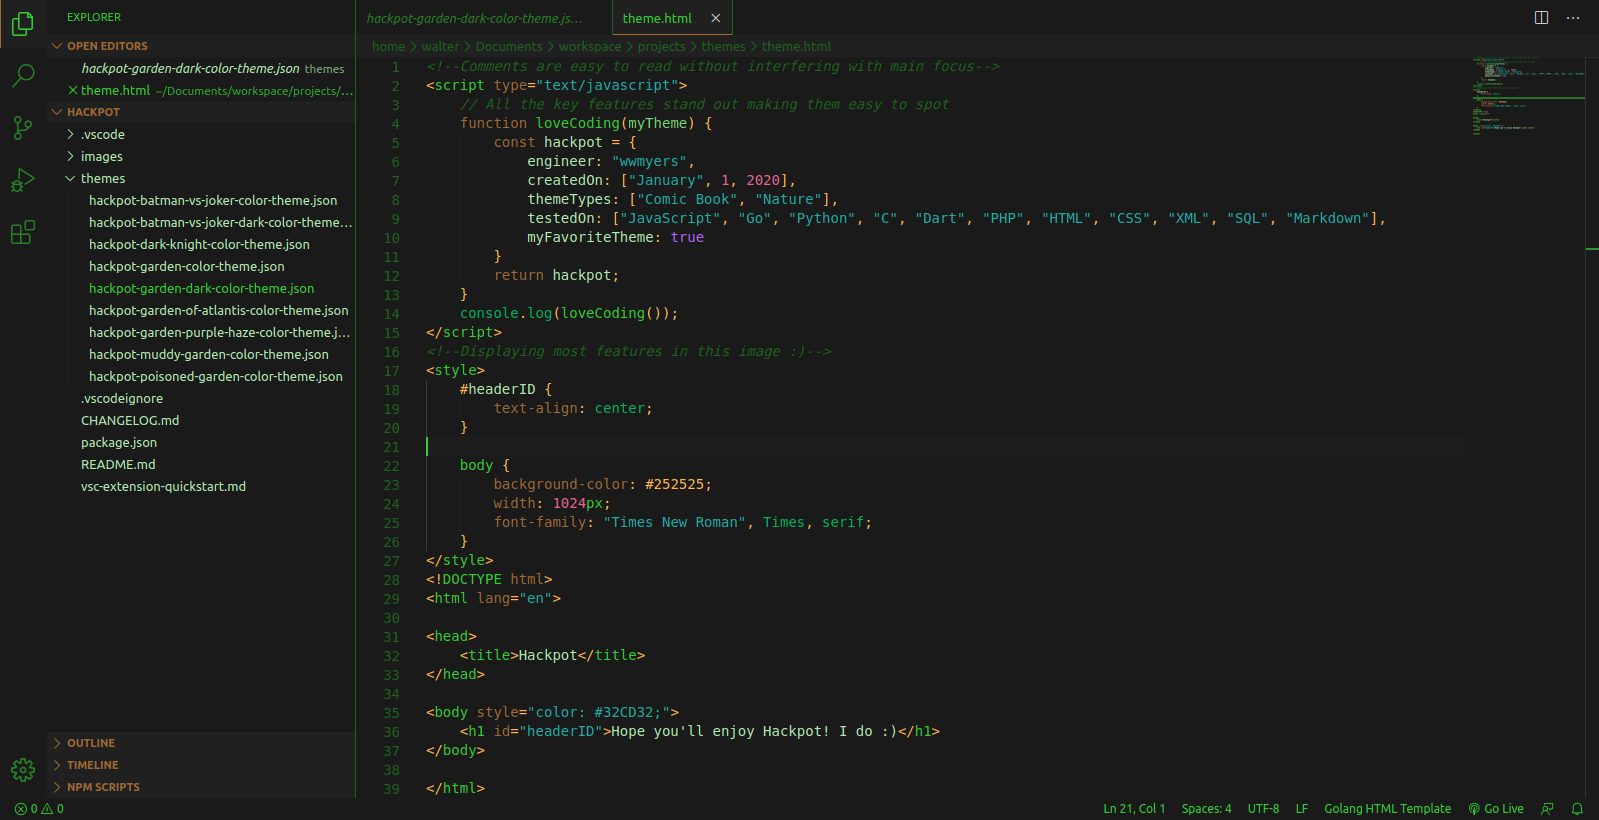 EXPLORER
OPEN EDITORS
hackpot-garden-dark-color-theme.json themes
theme.html ~/Documents/workspace/projects/...
HACKPOT
.vscode
images
themes
hackpot-batman-vs-joker-color-theme.json
hackpot-batman-vs-joker-dark-color-theme...
hackpot-dark-knight-color-theme.json
hackpot-garden-color-theme.json
hackpot-garden-dark-color-theme.json
hackpot-garden-of-atlantis-color-theme.json
hackpot-garden-purple-haze-color-theme.j...
hackpot-muddy-garden-color-theme.json
hackpot-poisoned-garden-color-theme.json
.vscodeignore
CHANGELOG.md
package.json
README.md
vsc-extension-quickstart.md
OUTLINE
TIMELINE
NPM SCRIPTS
hackpot-garden-dark-color-theme.js...
theme.html
home > walter > Documents > workspace > projects > themes > theme.html
1 <!--Comments are easy to read without interfering with main focus-->
2 <script type="text/javascript">
3 // All the key features stand out making them easy to spot
4 function loveCoding(myTheme) {
5 const hackpot = {
6 engineer: "wwmyers",
7 createdOn: ["January", 1, 2020],
8 themeTypes: ["Comic Book", "Nature"],
9 testedOn: ["JavaScript", "Go", "Python", "C", "Dart", "PHP", "HTML", "CSS", "XML", "SQL", "Markdown"],
10 myFavoriteTheme: true
11 }
12 return hackpot;
13 }
14 console.log(loveCoding());
15 </script>
16 <!--Displaying most features in this image :)-->
17 <style>
18 #headerID {
19 text-align: center;
20 }
21
22 body {
23 background-color: #252525;
24 width: 1024px;
25 font-family: "Times New Roman", Times, serif;
26 }
27 </style>
28 <!DOCTYPE html>
29 <html lang="en">
30
31 <head>
32 <title>Hackpot</title>
33 </head>
34
35 <body style="color: #32CD32;">
36 <h1 id="headerID">Hope you'll enjoy Hackpot! I do :)</h1>
37 </body>
38
39 </html>
0 0
Ln 21, Col 1 Spaces: 4 UTF-8 LF Golang HTML Template Go Live